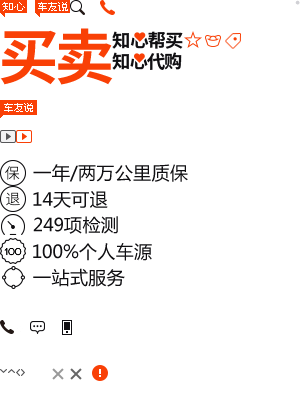 知心 车友说
买卖
知心帮买
知心代购
车友说
保 一年/两万公里质保
退 14天可退
249项检测
100 100%个人车源
一站式服务